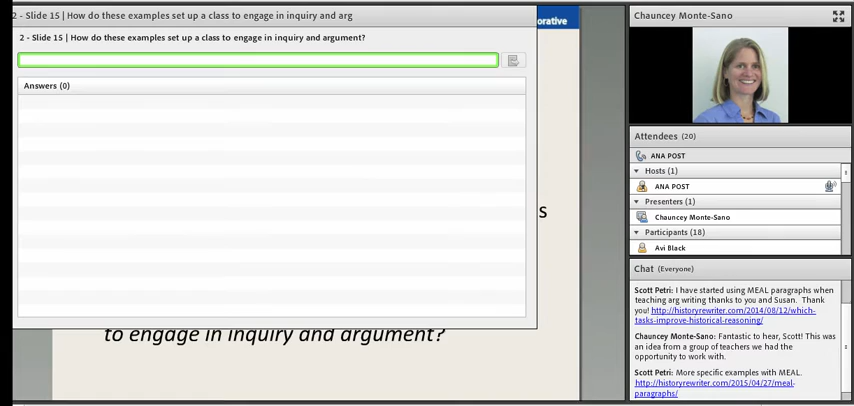 2 - Slide 15 | How do these examples set up a class to engage in inquiry and arg
2 - Slide 15 | How do these examples set up a class to engage in inquiry and argument?
Answers (0)
orative
s
to engage in inquiry and argument?
Chauncey Monte-Sano
Attendees (20)
ANA POST
Hosts (1)
ANA POST
Presenters (1)
Chauncey Monte-Sano
Participants (18)
Avi Black
Chat (Everyone)
Scott Petri: I have started using MEAL paragraphs when
teaching arg writing thanks to you and Susan. Thank
you! http://historyrewriter.com/2014/08/12/which-
tasks-improve-historical-reasoning/
Chauncey Monte-Sano: Fantastic to hear, Scott! This was
an idea from a group of teachers we had the
opportunity to work with.
Scott Petri: More specific examples with MEAL.
http://historyrewriter.com/2015/04/27/meal-
paragraphs/